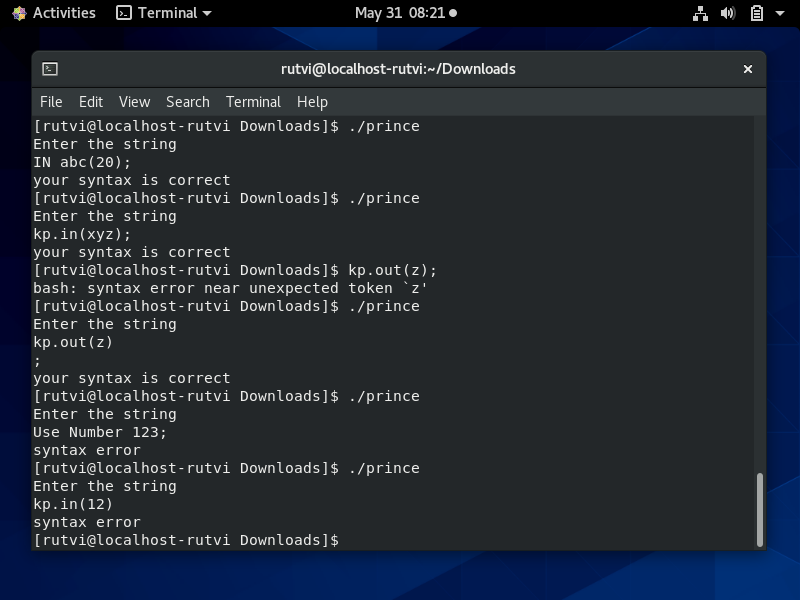 Activities Terminal May 31 08:21
rutvi@localhost-rutvi:~/Downloads
File Edit View Search Terminal Help
[rutvi@localhost-rutvi Downloads]$ ./prince
Enter the string
IN abc(20);
your syntax is correct
[rutvi@localhost-rutvi Downloads]$ ./prince
Enter the string
kp.in(xyz);
your syntax is correct
[rutvi@localhost-rutvi Downloads]$ kp.out(z);
bash: syntax error near unexpected token `z'
[rutvi@localhost-rutvi Downloads]$ ./prince
Enter the string
kp.out(z)
;
your syntax is correct
[rutvi@localhost-rutvi Downloads]$ ./prince
Enter the string
Use Number 123;
syntax error
[rutvi@localhost-rutvi Downloads]$ ./prince
Enter the string
kp.in(12)
syntax error
[rutvi@localhost-rutvi Downloads]$